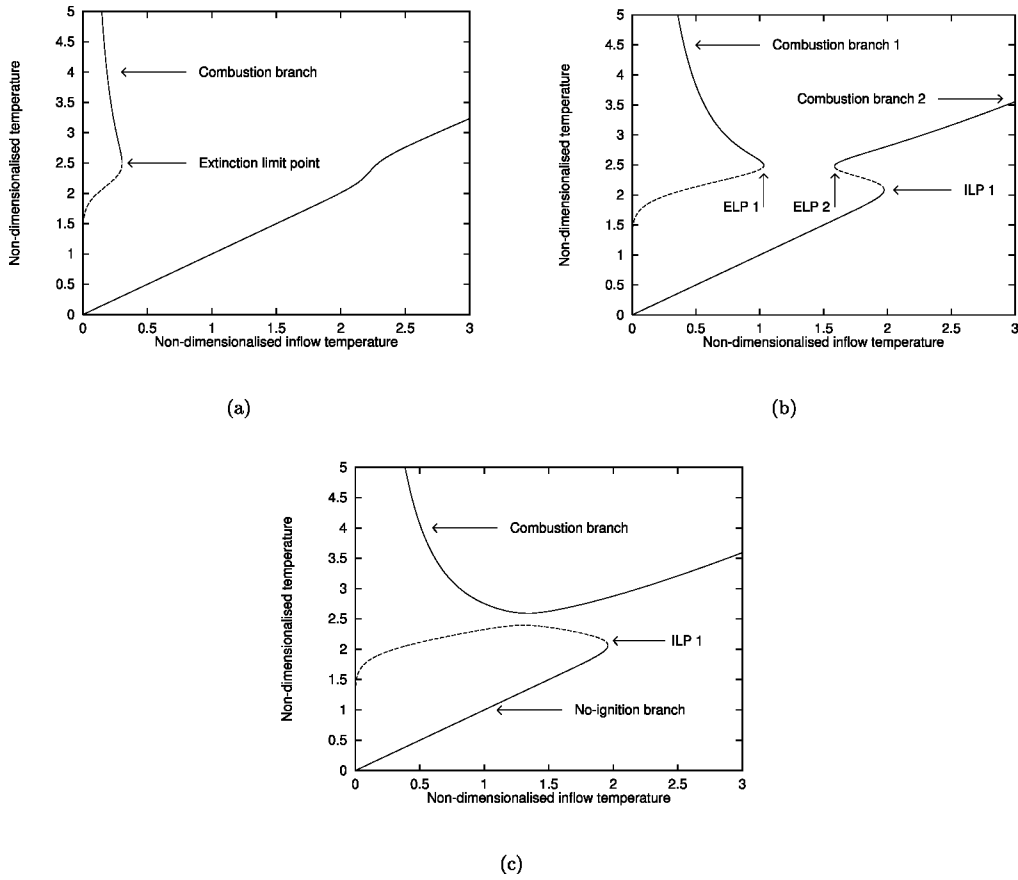 5
4.5
4
3.5
3
2.5
2
1.5
1
0.5
0
Non-dimensionalised temperature
Combustion branch
Extinction limit point
0 0.5 1 1.5 2 2.5 3
Non-dimensionalised inflow temperature
(a)
5
4.5
4
3.5
3
2.5
2
1.5
1
0.5
0
Non-dimensionalised temperature
Combustion branch 1
Combustion branch 2
ELP 1
ELP 2
ILP 1
0 0.5 1 1.5 2 2.5 3
Non-dimensionalised inflow temperature
(b)
5
4.5
4
3.5
3
2.5
2
1.5
1
0.5
0
Non-dimensionalised temperature
Combustion branch
ILP 1
No-ignition branch
0 0.5 1 1.5 2 2.5 3
Non-dimensionalised inflow temperature
(c)